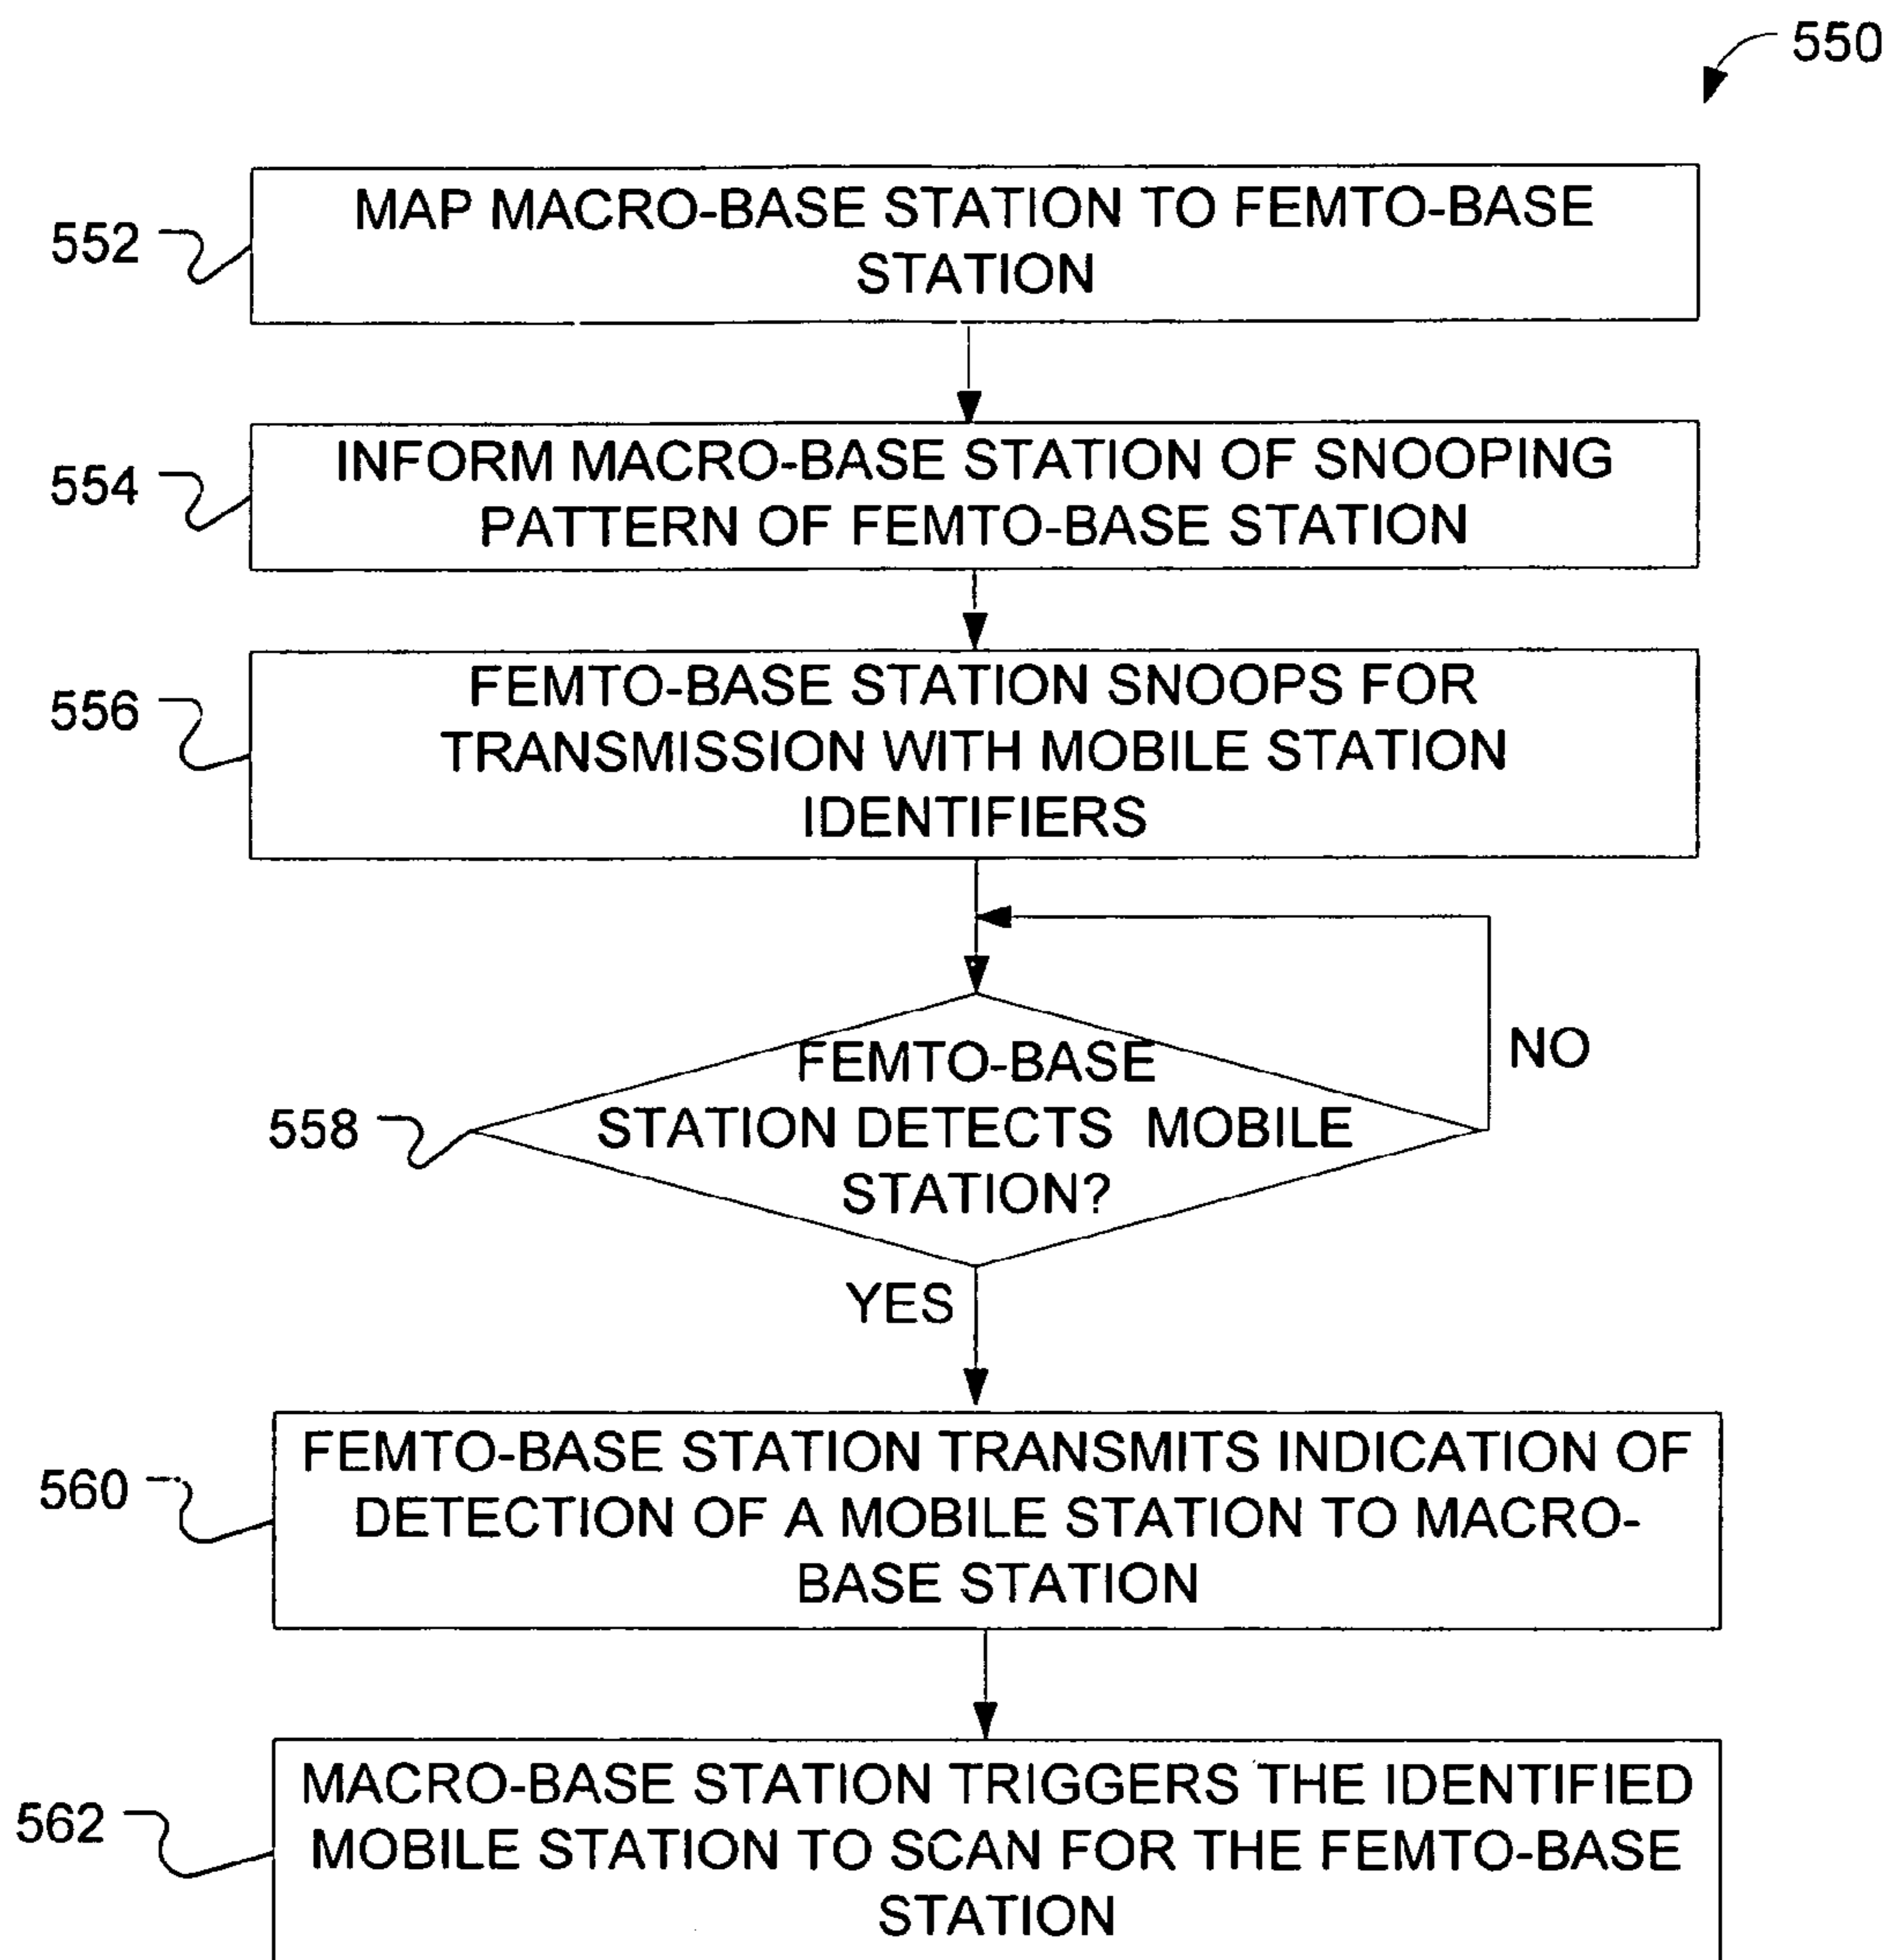 550
552
MAP MACRO-BASE STATION TO FEMTO-BASE
STATION
554
INFORM MACRO-BASE STATION OF SNOOPING
PATTERN OF FEMTO-BASE STATION
556
FEMTO-BASE STATION SNOOPS FOR
TRANSMISSION WITH MOBILE STATION
IDENTIFIERS
558
FEMTO-BASE
STATION DETECTS MOBILE
STATION?
NO
YES
560
FEMTO-BASE STATION TRANSMITS INDICATION OF
DETECTION OF A MOBILE STATION TO MACRO-
BASE STATION
562
MACRO-BASE STATION TRIGGERS THE IDENTIFIED
MOBILE STATION TO SCAN FOR THE FEMTO-BASE
STATION